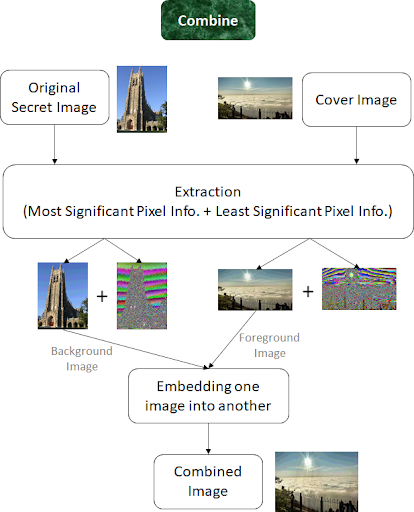 Combine
Original
Secret Image
Cover Image
Extraction
(Most Significant Pixel Info. + Least Significant Pixel Info.)
+
+
Background
Image
Foreground
Image
Embedding one
image into another
Combined
Image